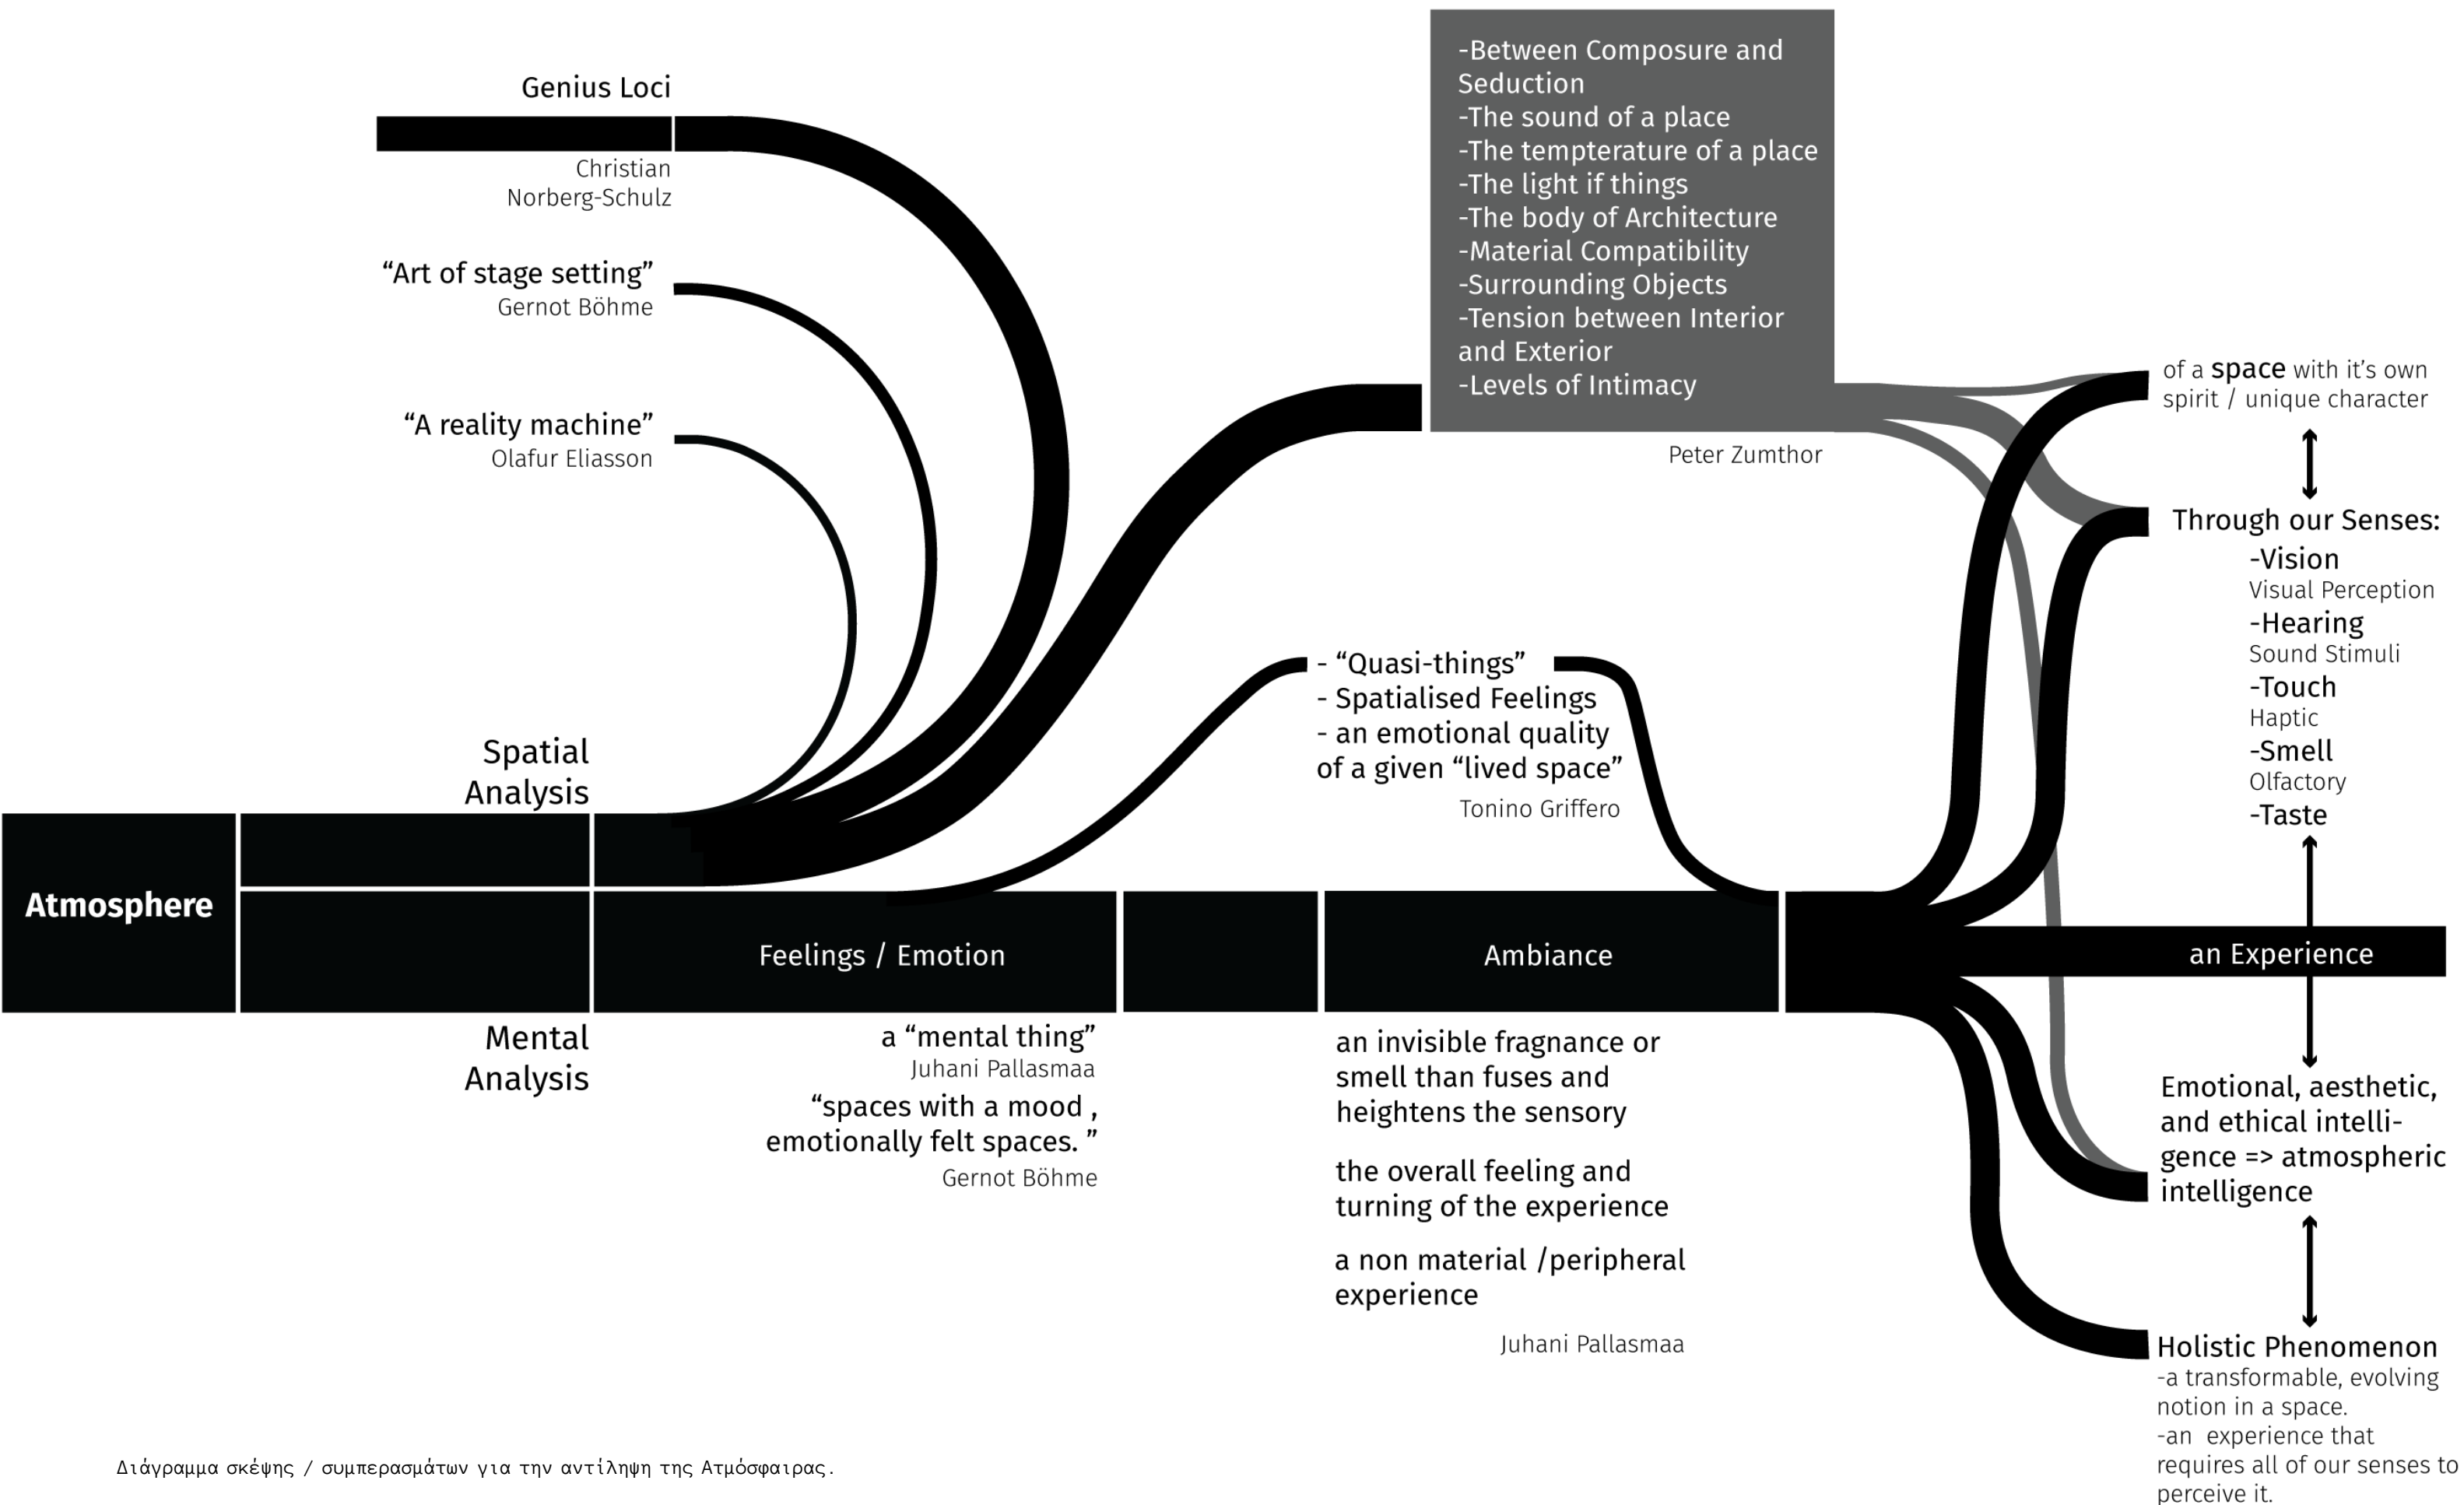 Genius Loci
Christian
Norberg-Schulz
“Art of stage setting”
Gernot Böhme
“A reality machine”
Olafur Eliasson
-Between Composure and
Seduction
-The sound of a place
-The tempterature of a place
-The light if things
-The body of Architecture
-Material Compatibility
-Surrounding Objects
-Tension between Interior
and Exterior
-Levels of Intimacy
Peter Zumthor
of a space with it’s own
spirit / unique character
Through our Senses:
-Vision
Visual Perception
-Hearing
Sound Stimuli
-Touch
Haptic
-Smell
Olfactory
-Taste
- “Quasi-things”
- Spatialised Feelings
- an emotional quality
of a given “lived space”
Tonino Griffero
Spatial
Analysis
Atmosphere
Feelings / Emotion
Ambiance
an Experience
Mental
Analysis
a “mental thing”
Juhani Pallasmaa
“spaces with a mood ,
emotionally felt spaces. ”
Gernot Böhme
an invisible fragnance or
smell than fuses and
heightens the sensory
the overall feeling and
turning of the experience
a non material /peripheral
experience
Juhani Pallasmaa
Emotional, aesthetic,
and ethical intelli-
gence => atmospheric
intelligence
Holistic Phenomenon
-a transformable, evolving
notion in a space.
-an experience that
requires all of our senses to
perceive it.
Διάγραμμα σκέψης / συμπερασμάτων για την αντίληψη της Ατμόσφαιρας.